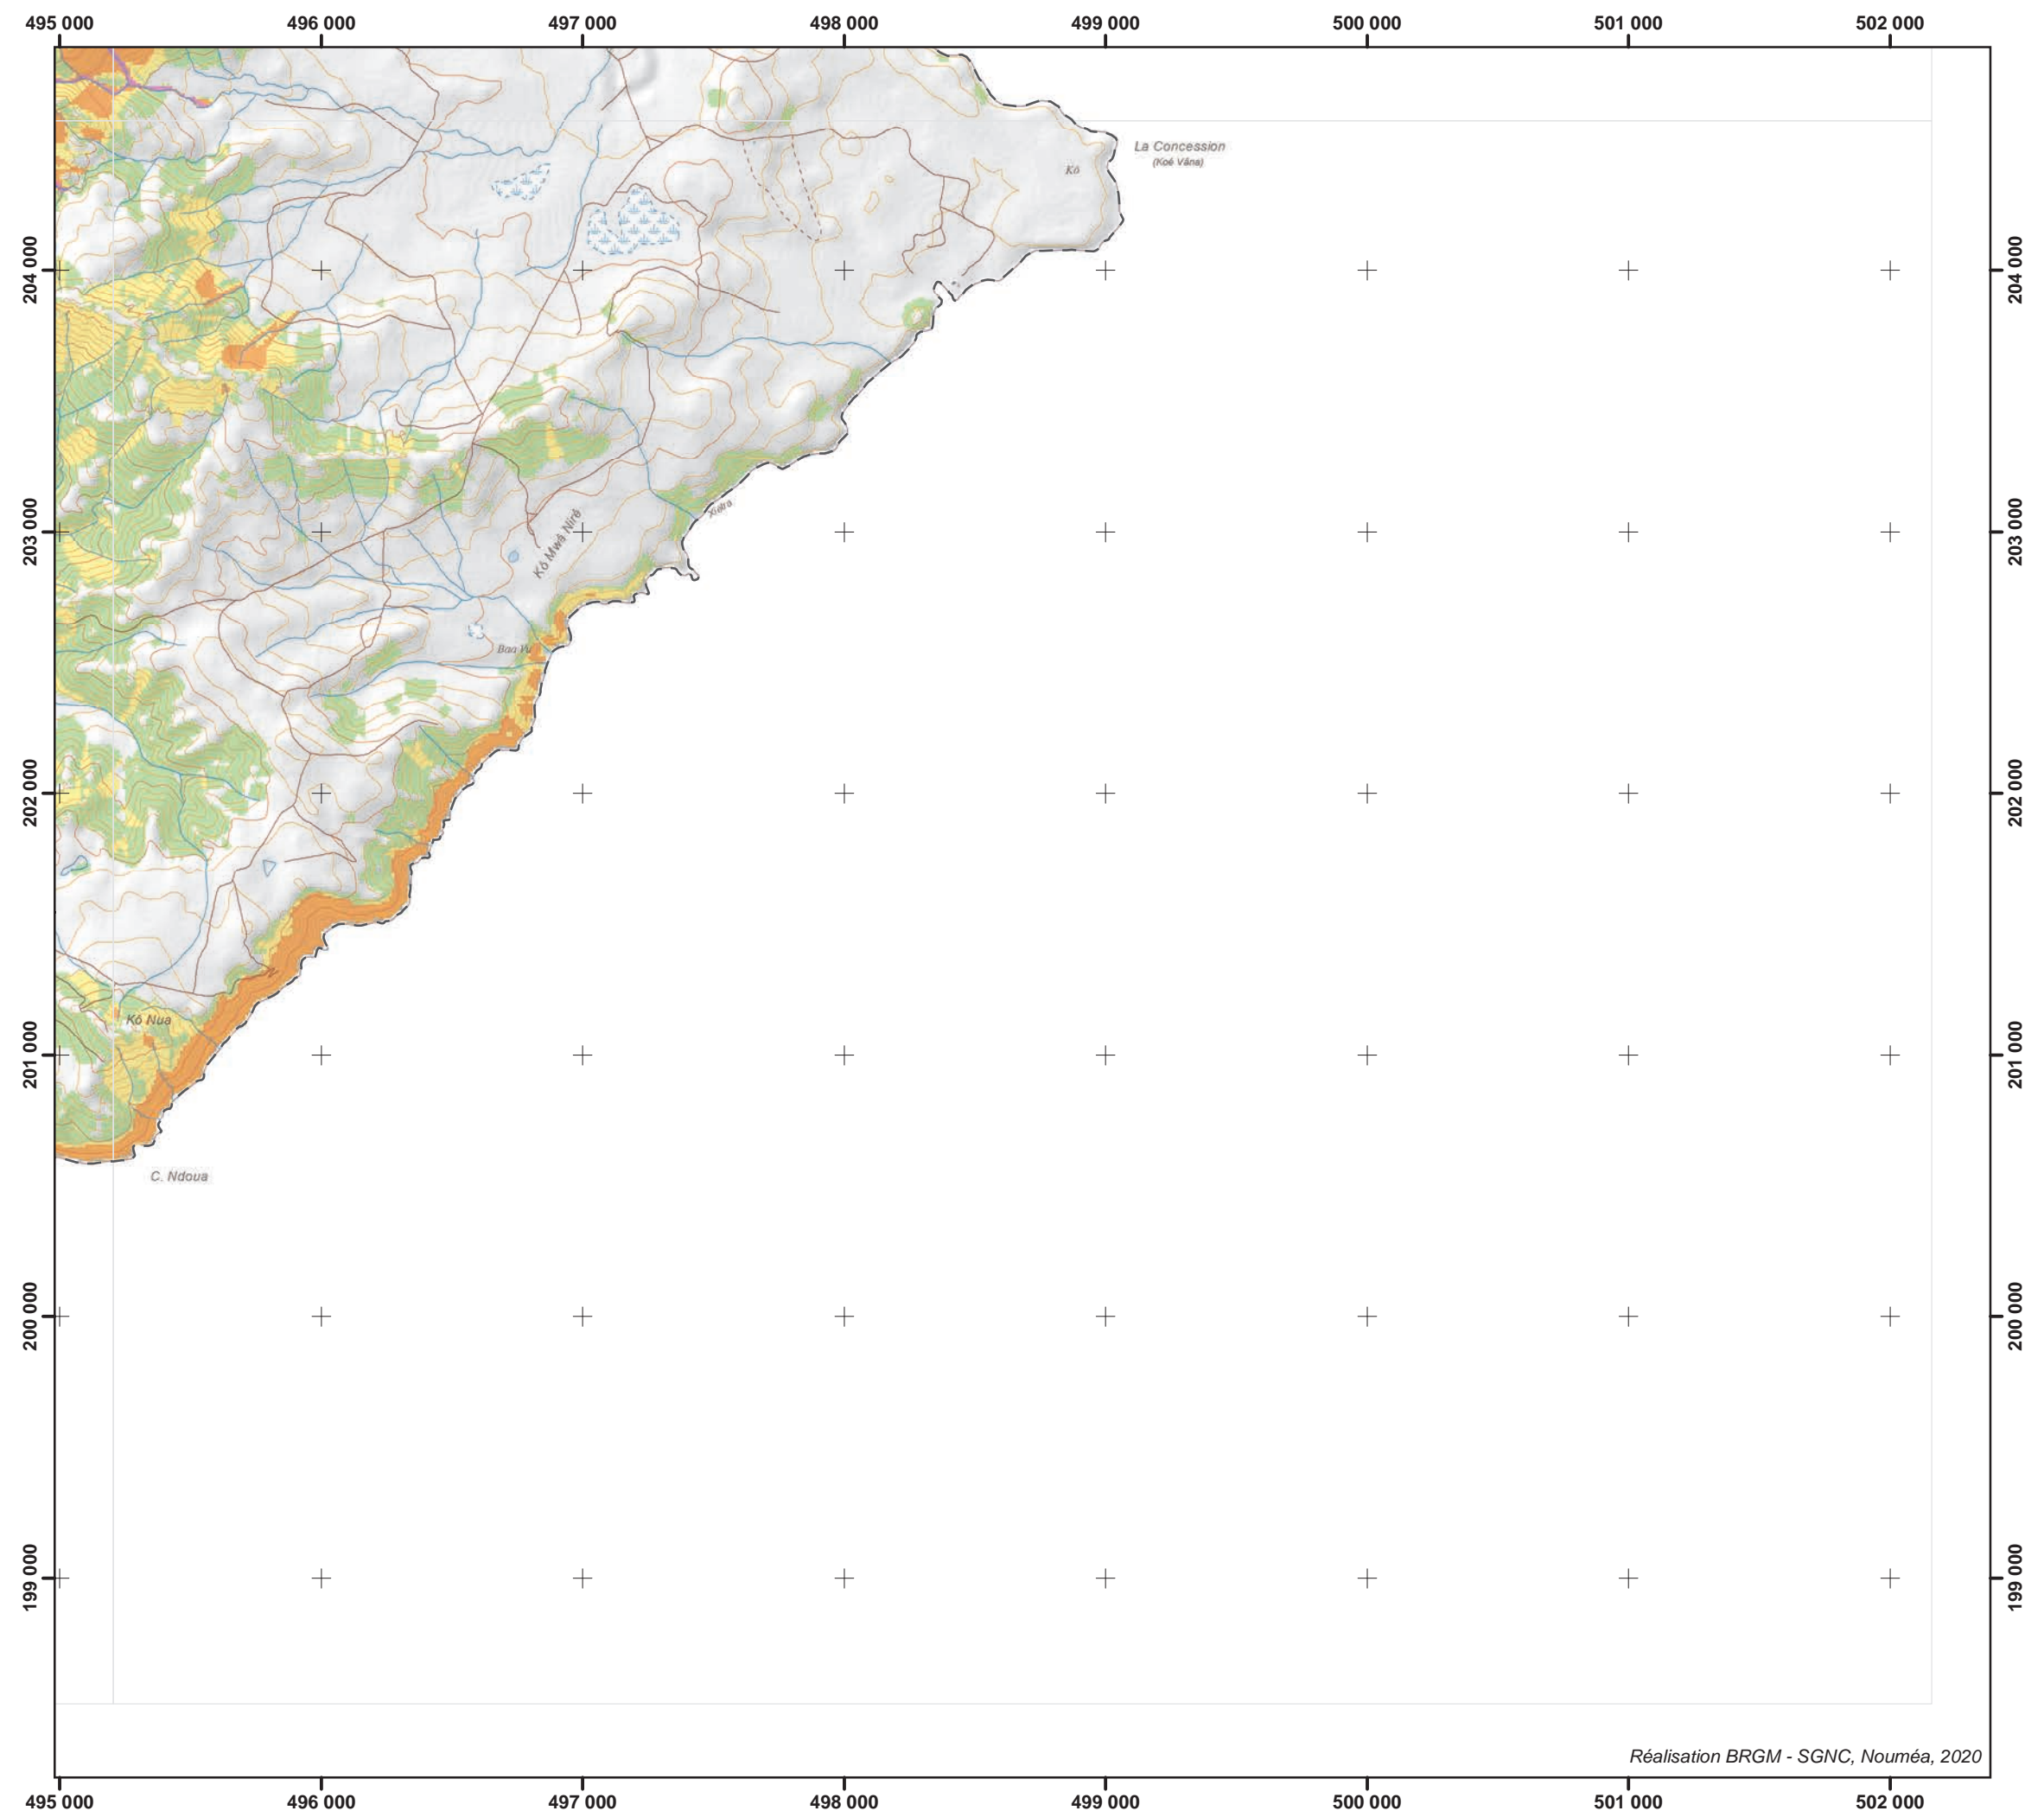 495 000 496 000 497 000 498 000 499 000 500 000 501 000 502 000
La Concession
(Koé Vâna)
Kô
204 000 204 000
203 000 203 000
Xiétra
Kô Mwâ Niré
Baa Vu
202 000 202 000
Kô Nua
201 000 201 000
C. Ndoua
200 000 200 000
199 000 199 000
Réalisation BRGM - SGNC, Nouméa, 2020
495 000 496 000 497 000 498 000 499 000 500 000 501 000 502 000